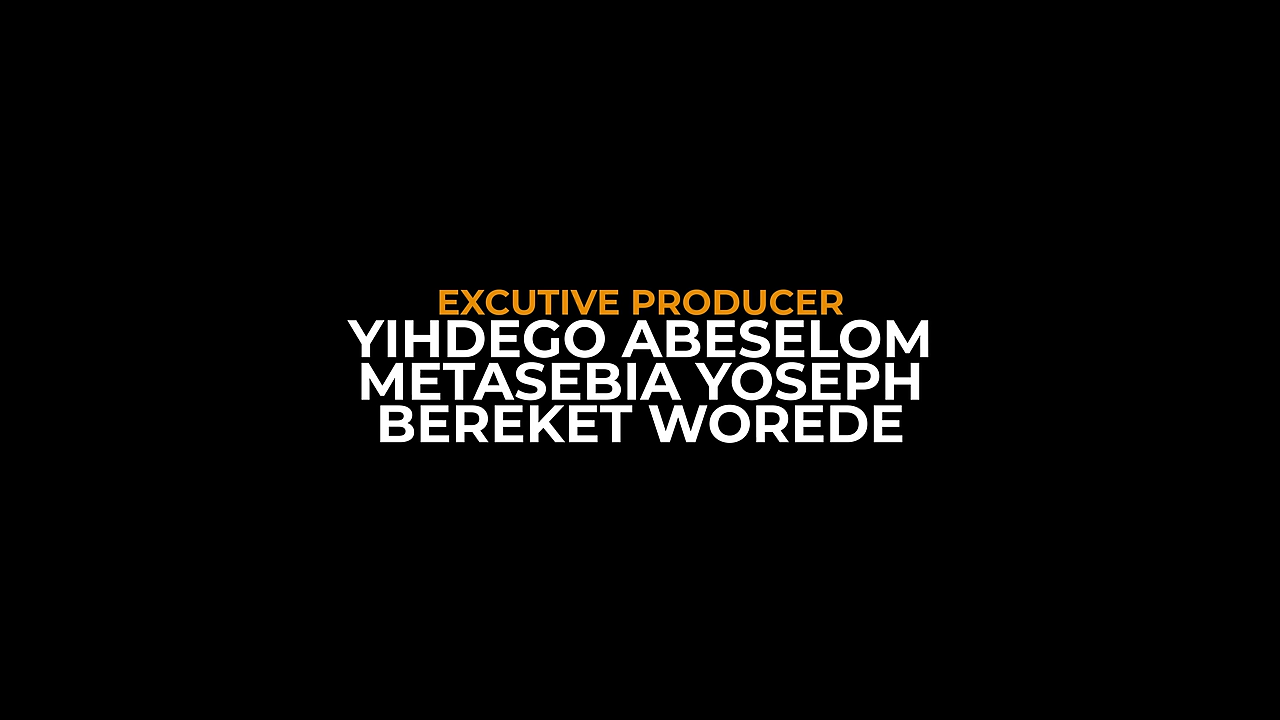 EXCUTIVE PRODUCER
YIHDEGO ABESELOM
METASEBIA YOSEPH
BEREKET WOREDE